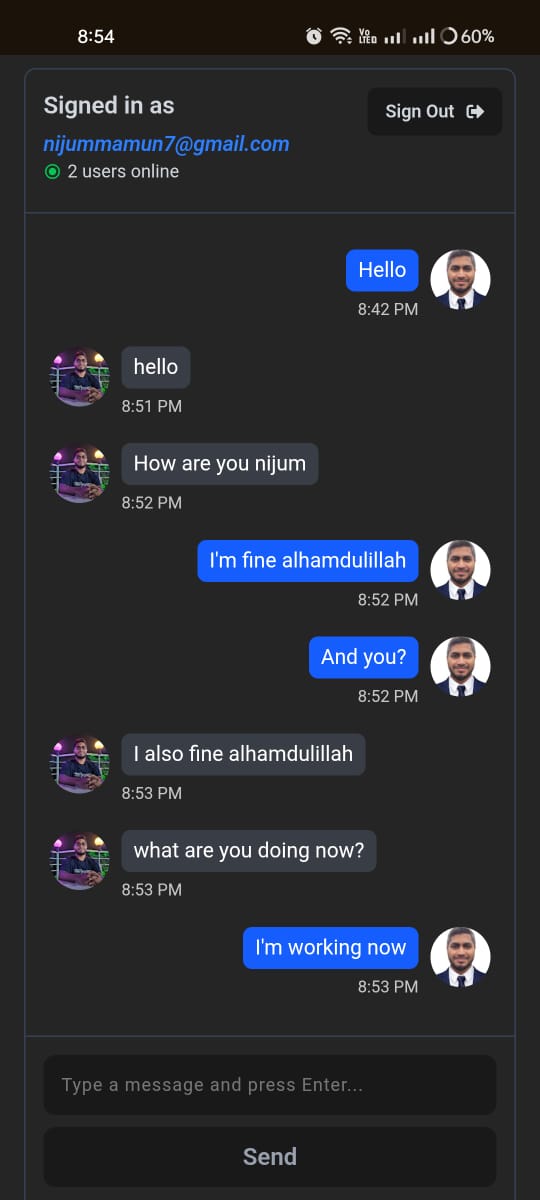 8:54
Vo
LTED
60%
Signed in as
Sign Out
nijummamun7@gmail.com
2 users online
Hello
8:42 PM
hello
8:51 PM
How are you nijum
8:52 PM
I'm fine alhamdulillah
8:52 PM
And you?
8:52 PM
I also fine alhamdulillah
8:53 PM
what are you doing now?
8:53 PM
I'm working now
8:53 PM
Type a message and press Enter...
Send